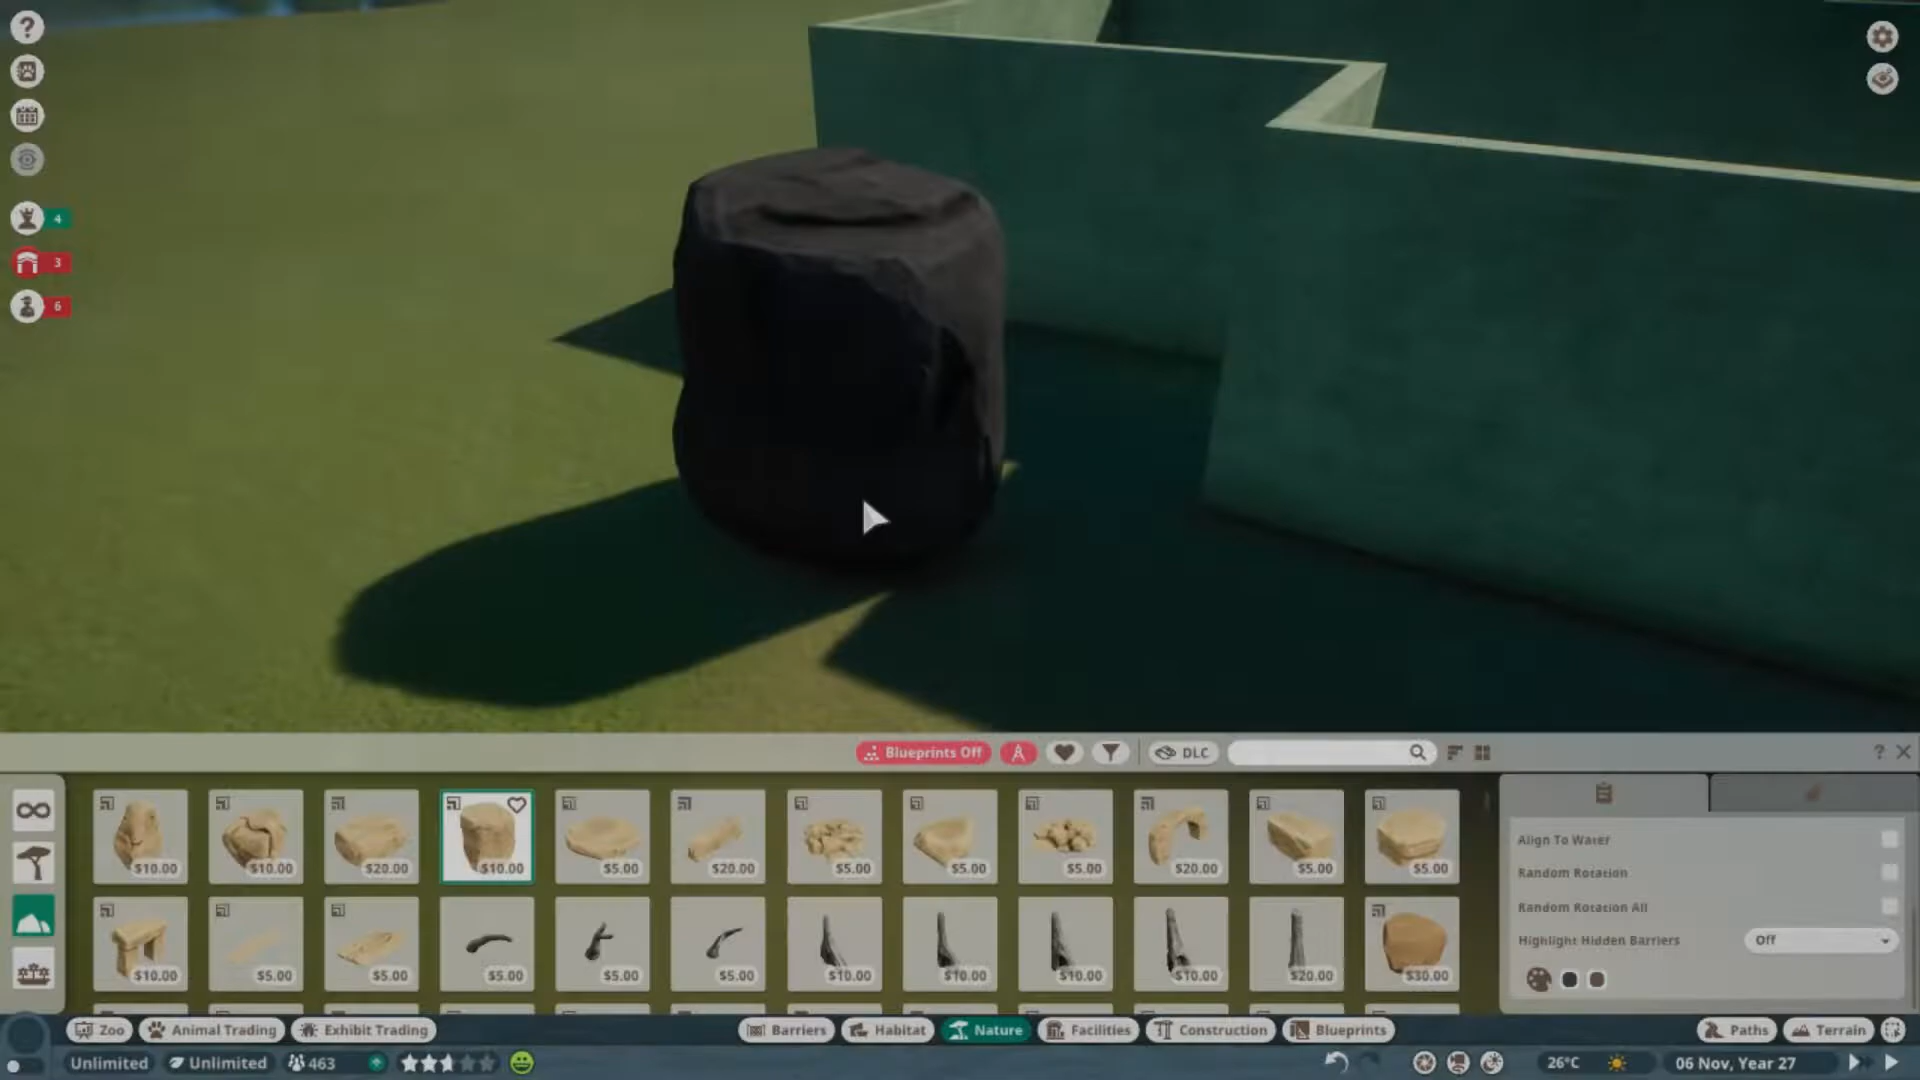 ?
4
3
6
Blueprints Off
DLC
?
$10.00 $10.00 $20.00 $10.00 $5.00 $20.00 $5.00 $5.00 $5.00 $20.00 $5.00 $5.00
$10.00 $5.00 $5.00 $5.00 $5.00 $5.00 $10.00 $10.00 $10.00 $10.00 $20.00 $30.00
Align To Water
Random Rotation
Random Rotation All
Highlight Hidden Barriers Off
Zoo Animal Trading Exhibit Trading Barriers Habitat Nature Facilities Construction Blueprints Paths Terrain
Unlimited Unlimited 463 26°C 06 Nov, Year 27